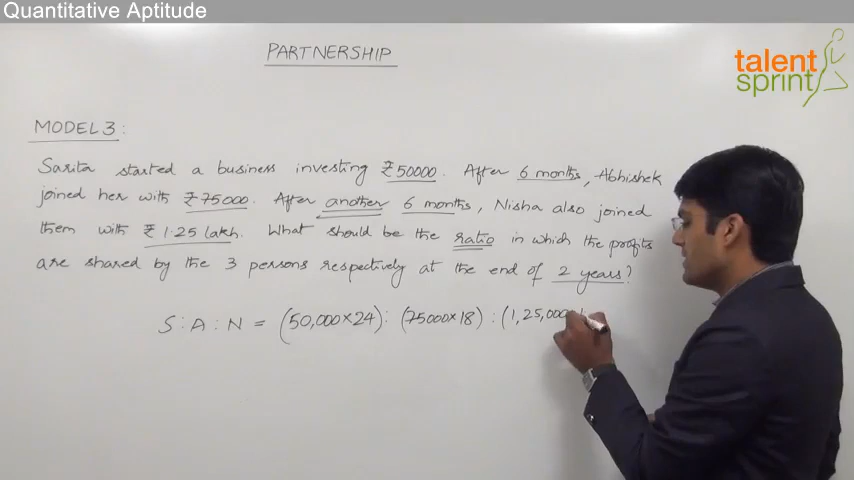 Quantitative Aptitude
PARTNERSHIP
talent
sprint
MODEL 3:
Sarita started a business investing ₹50000. After 6 months, Abhishek
joined her with ₹75000. After another 6 months, Nisha also joined
them with ₹1.25 lakh. What should be the ratio in which the profits
are shared by the 3 persons respectively at the end of 2 years?
S : A : N = (50,000×24) : (75000×18) : (1,25,000